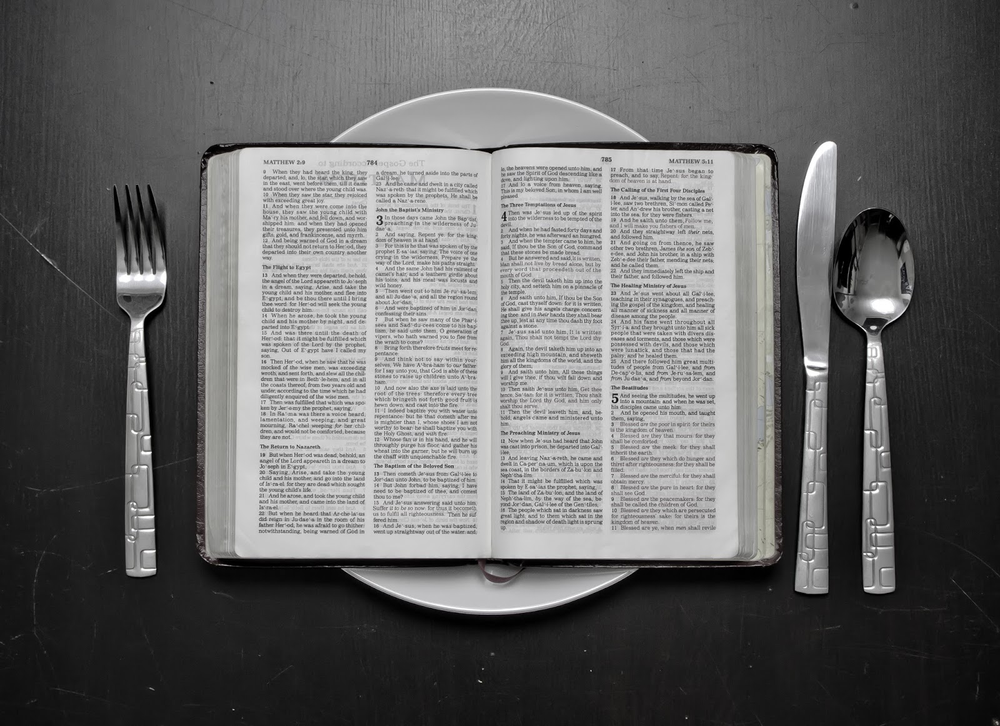 MATTHEW 2:9
784
9 When they had heard the king, they
departed; and, lo, the star, which they saw
in the east, went before them, till it came
and stood over where the young child was.
10 When they saw the star, they rejoiced
with exceeding great joy.
11 And when they were come into the
house, they saw the young child with
Ma´-ry his mother, and fell down, and wor-
shipped him: and when they had opened
their treasures, they presented unto him
gifts; gold, and frankincense, and myrrh.
12 And being warned of God in a dream
that they should not return to Her´-od, they
departed into their own country another
way.
The Flight to Egypt
13 And when they were departed, behold,
the angel of the Lord appeareth to Jo´-seph
in a dream, saying, Arise, and take the
young child and his mother, and flee into
E´-gypt, and be thou there until I bring
thee word: for Her´-od will seek the young
child to destroy him.
14 When he arose, he took the young
child and his mother by night, and de-
parted into E´-gypt:
15 And was there until the death of
Her´-od: that it might be fulfilled which
was spoken of the Lord by the prophet,
saying, Out of E´-gypt have I called my
son.
16 Then Her´-od, when he saw that he was
mocked of the wise men, was exceeding
wroth, and sent forth, and slew all the chil-
dren that were in Beth´-le-hem, and in all
the coasts thereof, from two years old and
under, according to the time which he had
diligently enquired of the wise men.
17 Then was fulfilled that which was spo-
ken by Jer´-e-my the prophet, saying,
18 In Ra´-ma was there a voice heard,
lamentation, and weeping, and great
mourning, Ra´-chel weeping for her chil-
dren, and would not be comforted, because
they are not.
The Return to Nazareth
19 But when Her´-od was dead, behold, an
angel of the Lord appeareth in a dream to
Jo´-seph in E´-gypt,
20 Saying, Arise, and take the young
child and his mother, and go into the land
of Is´-ra-el: for they are dead which sought
the young child's life.
21 And he arose, and took the young child
and his mother, and came into the land of
Is´-ra-el.
22 But when he heard that Ar-che-la´-us
did reign in Ju-dae´-a in the room of his
father Her´-od, he was afraid to go thither:
notwithstanding, being warned of God in
a dream, he turned aside into the parts of
Gal´-i-lee:
23 And he came and dwelt in a city called
Naz´-a-reth: that it might be fulfilled which
was spoken by the prophets, He shall be
called a Naz´-a-rene.
John the Baptist's Ministry
3 In those days came John the Bap´-tist,
preaching in the wilderness of Ju-
dae´-a,
2 And saying, Repent ye: for the king-
dom of heaven is at hand.
3 For this is he that was spoken of by the
prophet E-sa´-ias, saying, The voice of one
crying in the wilderness, Prepare ye the
way of the Lord, make his paths straight.
4 And the same John had his raiment of
camel's hair, and a leathern girdle about
his loins; and his meat was locusts and
wild honey.
5 Then went out to him Je-ru´-sa-lem,
and all Ju-dae´-a, and all the region round
about Jor´-dan,
6 And were baptized of him in Jor´-dan,
confessing their sins.
7 But when he saw many of the Phar´-i-
sees and Sad´-du-cees come to his bap-
tism, he said unto them, O generation of
vipers, who hath warned you to flee from
the wrath to come?
8 Bring forth therefore fruits meet for re-
pentance:
9 And think not to say within your-
selves, We have A´-bra-ham to our father:
for I say unto you, that God is able of these
stones to raise up children unto A´-bra-
ham.
10 And now also the axe is laid unto the
root of the trees: therefore every tree
which bringeth not forth good fruit is
hewn down, and cast into the fire.
11 I indeed baptize you with water unto
repentance: but he that cometh after me
is mightier than I, whose shoes I am not
worthy to bear: he shall baptize you with
the Holy Ghost, and with fire:
12 Whose fan is in his hand, and he will
throughly purge his floor, and gather his
wheat into the garner; but he will burn up
the chaff with unquenchable fire.
The Baptism of the Beloved Son
13 Then cometh Je´-sus from Gal´-i-lee to
Jor´-dan unto John, to be baptized of him.
14 But John forbad him, saying, I have
need to be baptized of thee, and comest
thou to me?
15 And Je´-sus answering said unto him,
Suffer it to be so now: for thus it becometh
us to fulfil all righteousness. Then he suf-
fered him.
16 And Je´-sus, when he was baptized,
went up straightway out of the water: and,
785
MATTHEW 5:11
lo, the heavens were opened unto him, and
he saw the Spirit of God descending like a
dove, and lighting upon him:
17 And lo a voice from heaven, saying,
This is my beloved Son, in whom I am well
pleased.
The Three Temptations of Jesus
4 Then was Je´-sus led up of the spirit
into the wilderness to be tempted of the
devil.
2 And when he had fasted forty days and
forty nights, he was afterward an hungred.
3 And when the tempter came to him, he
said, If thou be the Son of God, command
that these stones be made bread.
4 But he answered and said, It is written,
Man shall not live by bread alone, but by
every word that proceedeth out of the
mouth of God.
5 Then the devil taketh him up into the
holy city, and setteth him on a pinnacle of
the temple,
6 And saith unto him, If thou be the Son
of God, cast thyself down: for it is written,
He shall give his angels charge concern-
ing thee: and in their hands they shall bear
thee up, lest at any time thou dash thy foot
against a stone.
7 Je´-sus said unto him, It is written
again, Thou shalt not tempt the Lord thy
God.
8 Again, the devil taketh him up into an
exceeding high mountain, and sheweth
him all the kingdoms of the world, and the
glory of them;
9 And saith unto him, All these things
will I give thee, if thou wilt fall down and
worship me.
10 Then saith Je´-sus unto him, Get thee
hence, Sa´-tan: for it is written, Thou shalt
worship the Lord thy God, and him only
shalt thou serve.
11 Then the devil leaveth him, and, be-
hold, angels came and ministered unto
him.
The Preaching Ministry of Jesus
12 Now when Je´-sus had heard that John
was cast into prison, he departed into Gal´-
i-lee;
13 And leaving Naz´-a-reth, he came and
dwelt in Ca-per´-na-um, which is upon the
sea coast, in the borders of Za-bu´-lon and
Neph´-tha-lim:
14 That it might be fulfilled which was
spoken by E-sa´-ias the prophet, saying,
15 The land of Za-bu´-lon, and the land of
Neph´-tha-lim, by the way of the sea, be-
yond Jor´-dan, Gal´-i-lee of the Gen´-tiles;
16 The people which sat in darkness saw
great light; and to them which sat in the
region and shadow of death light is sprung
up.
17 From that time Je´-sus began to
preach, and to say, Repent: for the king-
dom of heaven is at hand.
The Calling of the First Four Disciples
18 And Je´-sus, walking by the sea of Gal´-
i-lee, saw two brethren, Si´-mon called Pe´-
ter, and An´-drew his brother, casting a net
into the sea: for they were fishers.
19 And he saith unto them, Follow me,
and I will make you fishers of men.
20 And they straightway left their nets,
and followed him.
21 And going on from thence, he saw
other two brethren, James the son of Zeb´-
e-dee, and John his brother, in a ship with
Zeb´-e-dee their father, mending their nets;
and he called them.
22 And they immediately left the ship and
their father, and followed him.
The Healing Ministry of Jesus
23 And Je´-sus went about all Gal´-i-lee,
teaching in their synagogues, and preach-
ing the gospel of the kingdom, and healing
all manner of sickness and all manner of
disease among the people.
24 And his fame went throughout all
Syr´-i-a: and they brought unto him all sick
people that were taken with divers dis-
eases and torments, and those which were
possessed with devils, and those which
were lunatick, and those that had the
palsy; and he healed them.
25 And there followed him great multi-
tudes of people from Gal´-i-lee, and from
De-cap´-o-lis, and from Je-ru´-sa-lem, and
from Ju-dae´-a, and from beyond Jor´-dan.
The Beatitudes
5 And seeing the multitudes, he went up
into a mountain: and when he was set,
his disciples came unto him:
2 And he opened his mouth, and taught
them, saying,
3 Blessed are the poor in spirit: for theirs
is the kingdom of heaven.
4 Blessed are they that mourn: for they
shall be comforted.
5 Blessed are the meek: for they shall
inherit the earth.
6 Blessed are they which do hunger and
thirst after righteousness: for they shall be
filled.
7 Blessed are the merciful: for they shall
obtain mercy.
8 Blessed are the pure in heart: for they
shall see God.
9 Blessed are the peacemakers: for they
shall be called the children of God.
10 Blessed are they which are persecuted
for righteousness' sake: for theirs is the
kingdom of heaven.
11 Blessed are ye, when men shall revile